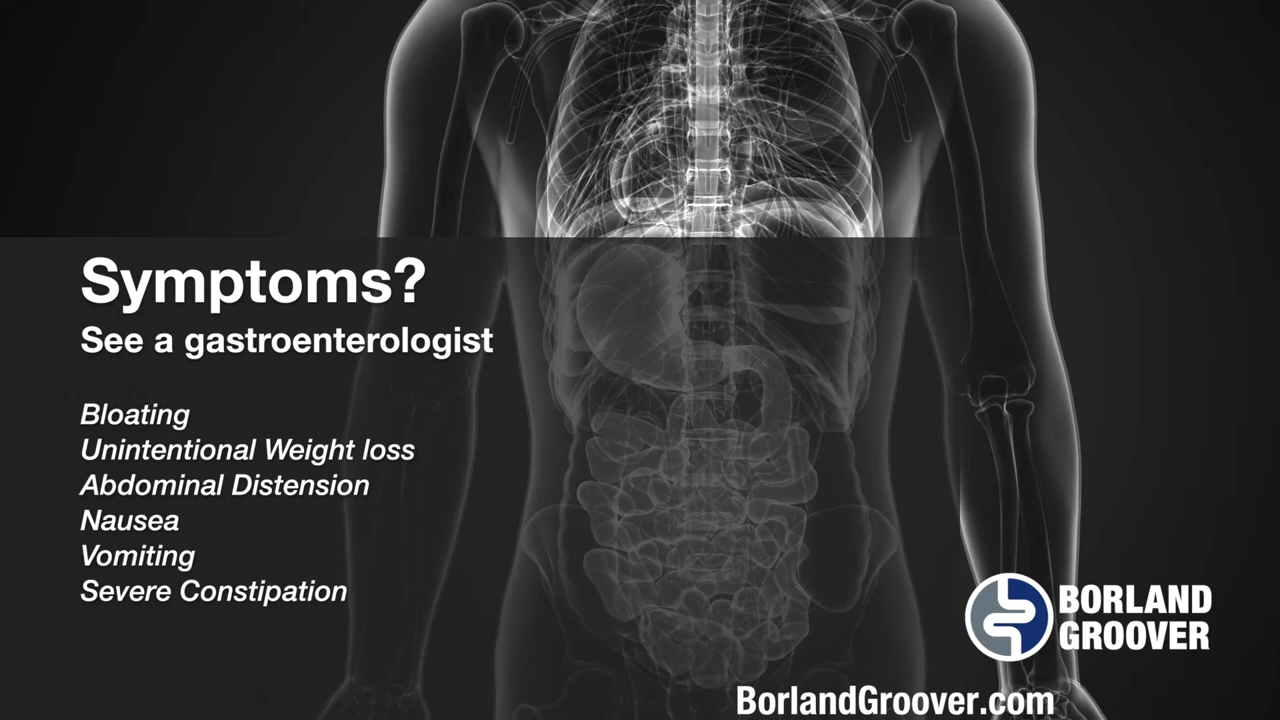 Symptoms?
See a gastroenterologist
Bloating
Unintentional Weight loss
Abdominal Distension
Nausea
Vomiting
Severe Constipation
BORLAND
GROOVER
BorlandGroover.com